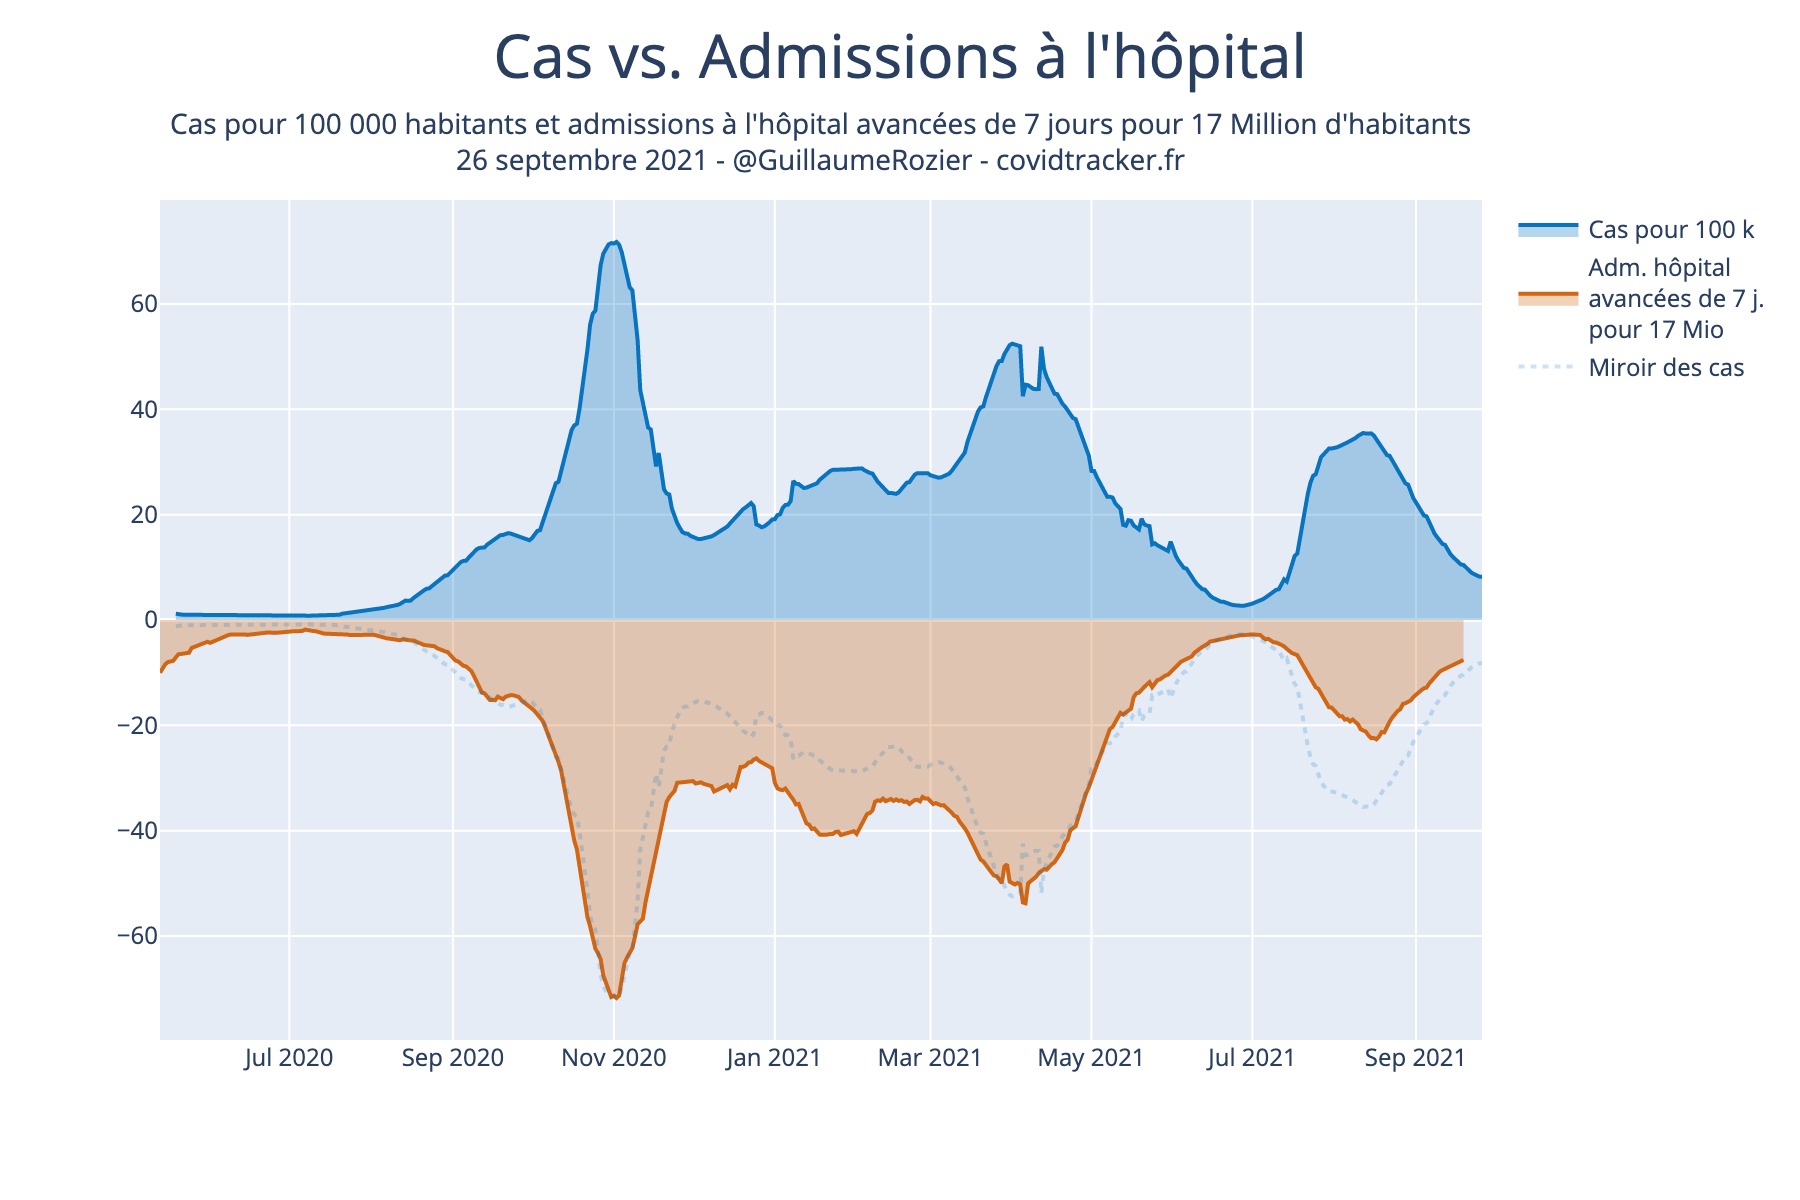 Cas vs. Admissions à l'hôpital
Cas pour 100 000 habitants et admissions à l'hôpital avancées de 7 jours pour 17 Million d'habitants
26 septembre 2021 - @GuillaumeRozier - covidtracker.fr
Cas pour 100 k
Adm. hôpital
avancées de 7 j.
pour 17 Mio
Miroir des cas
60
40
20
0
−20
−40
−60
Jul 2020
Sep 2020
Nov 2020
Jan 2021
Mar 2021
May 2021
Jul 2021
Sep 2021